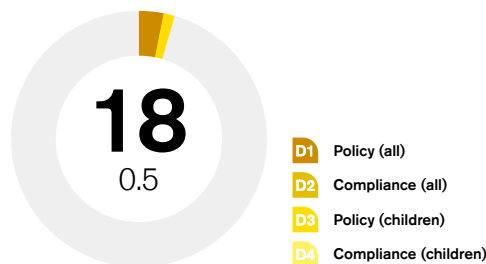 18
0.5
D1 Policy (all)
D2 Compliance (all)
D3 Policy (children)
D4 Compliance (children)